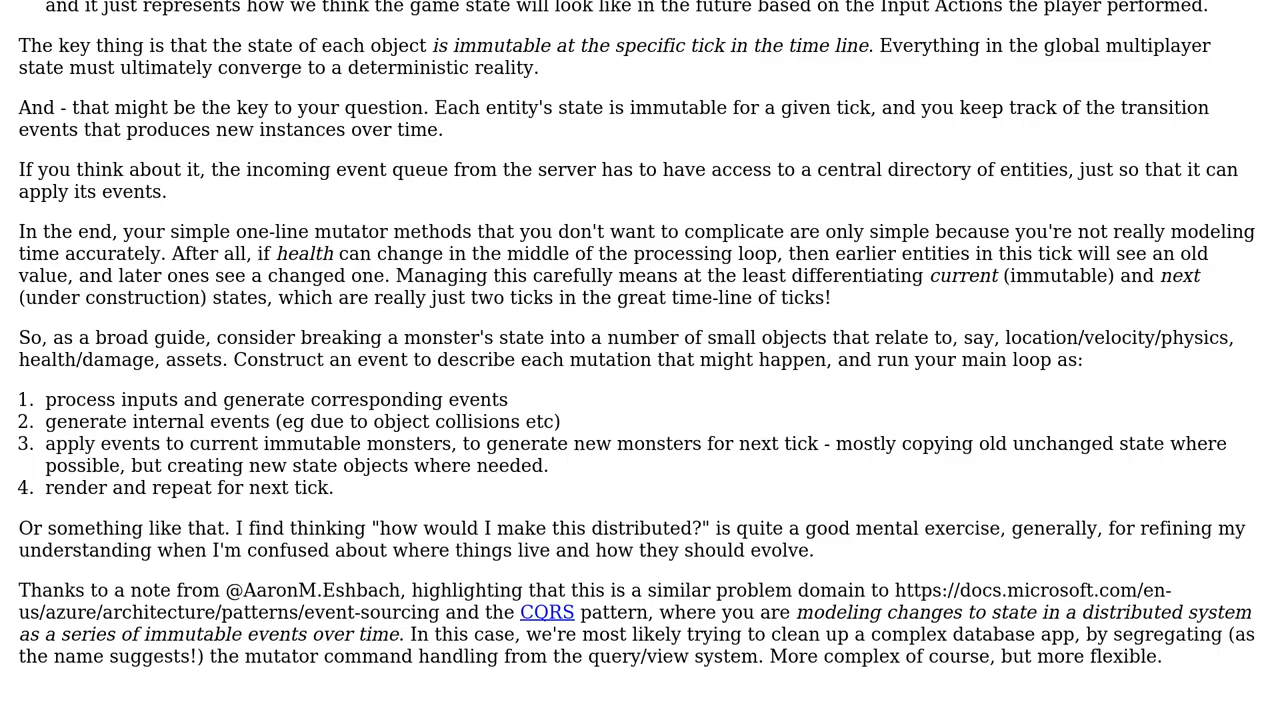 and it just represents how we think the game state will look like in the future based on the Input Actions the player performed.
The key thing is that the state of each object is immutable at the specific tick in the time line. Everything in the global multiplayer
state must ultimately converge to a deterministic reality.
And - that might be the key to your question. Each entity's state is immutable for a given tick, and you keep track of the transition
events that produces new instances over time.
If you think about it, the incoming event queue from the server has to have access to a central directory of entities, just so that it can
apply its events.
In the end, your simple one-line mutator methods that you don't want to complicate are only simple because you're not really modeling
time accurately. After all, if health can change in the middle of the processing loop, then earlier entities in this tick will see an old
value, and later ones see a changed one. Managing this carefully means at the least differentiating current (immutable) and next
(under construction) states, which are really just two ticks in the great time-line of ticks!
So, as a broad guide, consider breaking a monster's state into a number of small objects that relate to, say, location/velocity/physics,
health/damage, assets. Construct an event to describe each mutation that might happen, and run your main loop as:
1. process inputs and generate corresponding events
2. generate internal events (eg due to object collisions etc)
3. apply events to current immutable monsters, to generate new monsters for next tick - mostly copying old unchanged state where
possible, but creating new state objects where needed.
4. render and repeat for next tick.
Or something like that. I find thinking "how would I make this distributed?" is quite a good mental exercise, generally, for refining my
understanding when I'm confused about where things live and how they should evolve.
Thanks to a note from @AaronM.Eshbach, highlighting that this is a similar problem domain to https://docs.microsoft.com/en-
us/azure/architecture/patterns/event-sourcing and the CQRS pattern, where you are modeling changes to state in a distributed system
as a series of immutable events over time. In this case, we're most likely trying to clean up a complex database app, by segregating (as
the name suggests!) the mutator command handling from the query/view system. More complex of course, but more flexible.